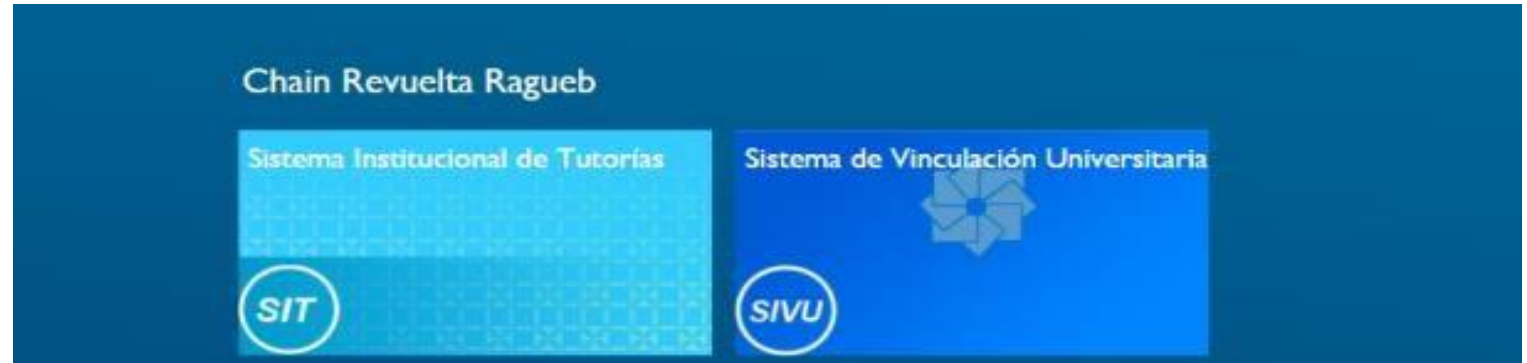 Chain Revuelta Ragueb
Sistema Institucional de Tutorías
Sistema de Vinculación Universitaria
SIT
SIVU